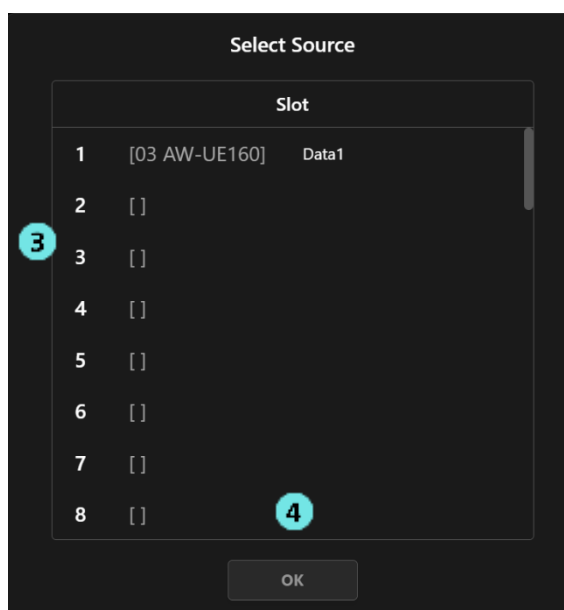 Select Source
Slot
1 [03 AW-UE160] Data1
2 [ ]
3
3 [ ]
4 [ ]
5 [ ]
6 [ ]
7 [ ]
8 [ ]
4
OK